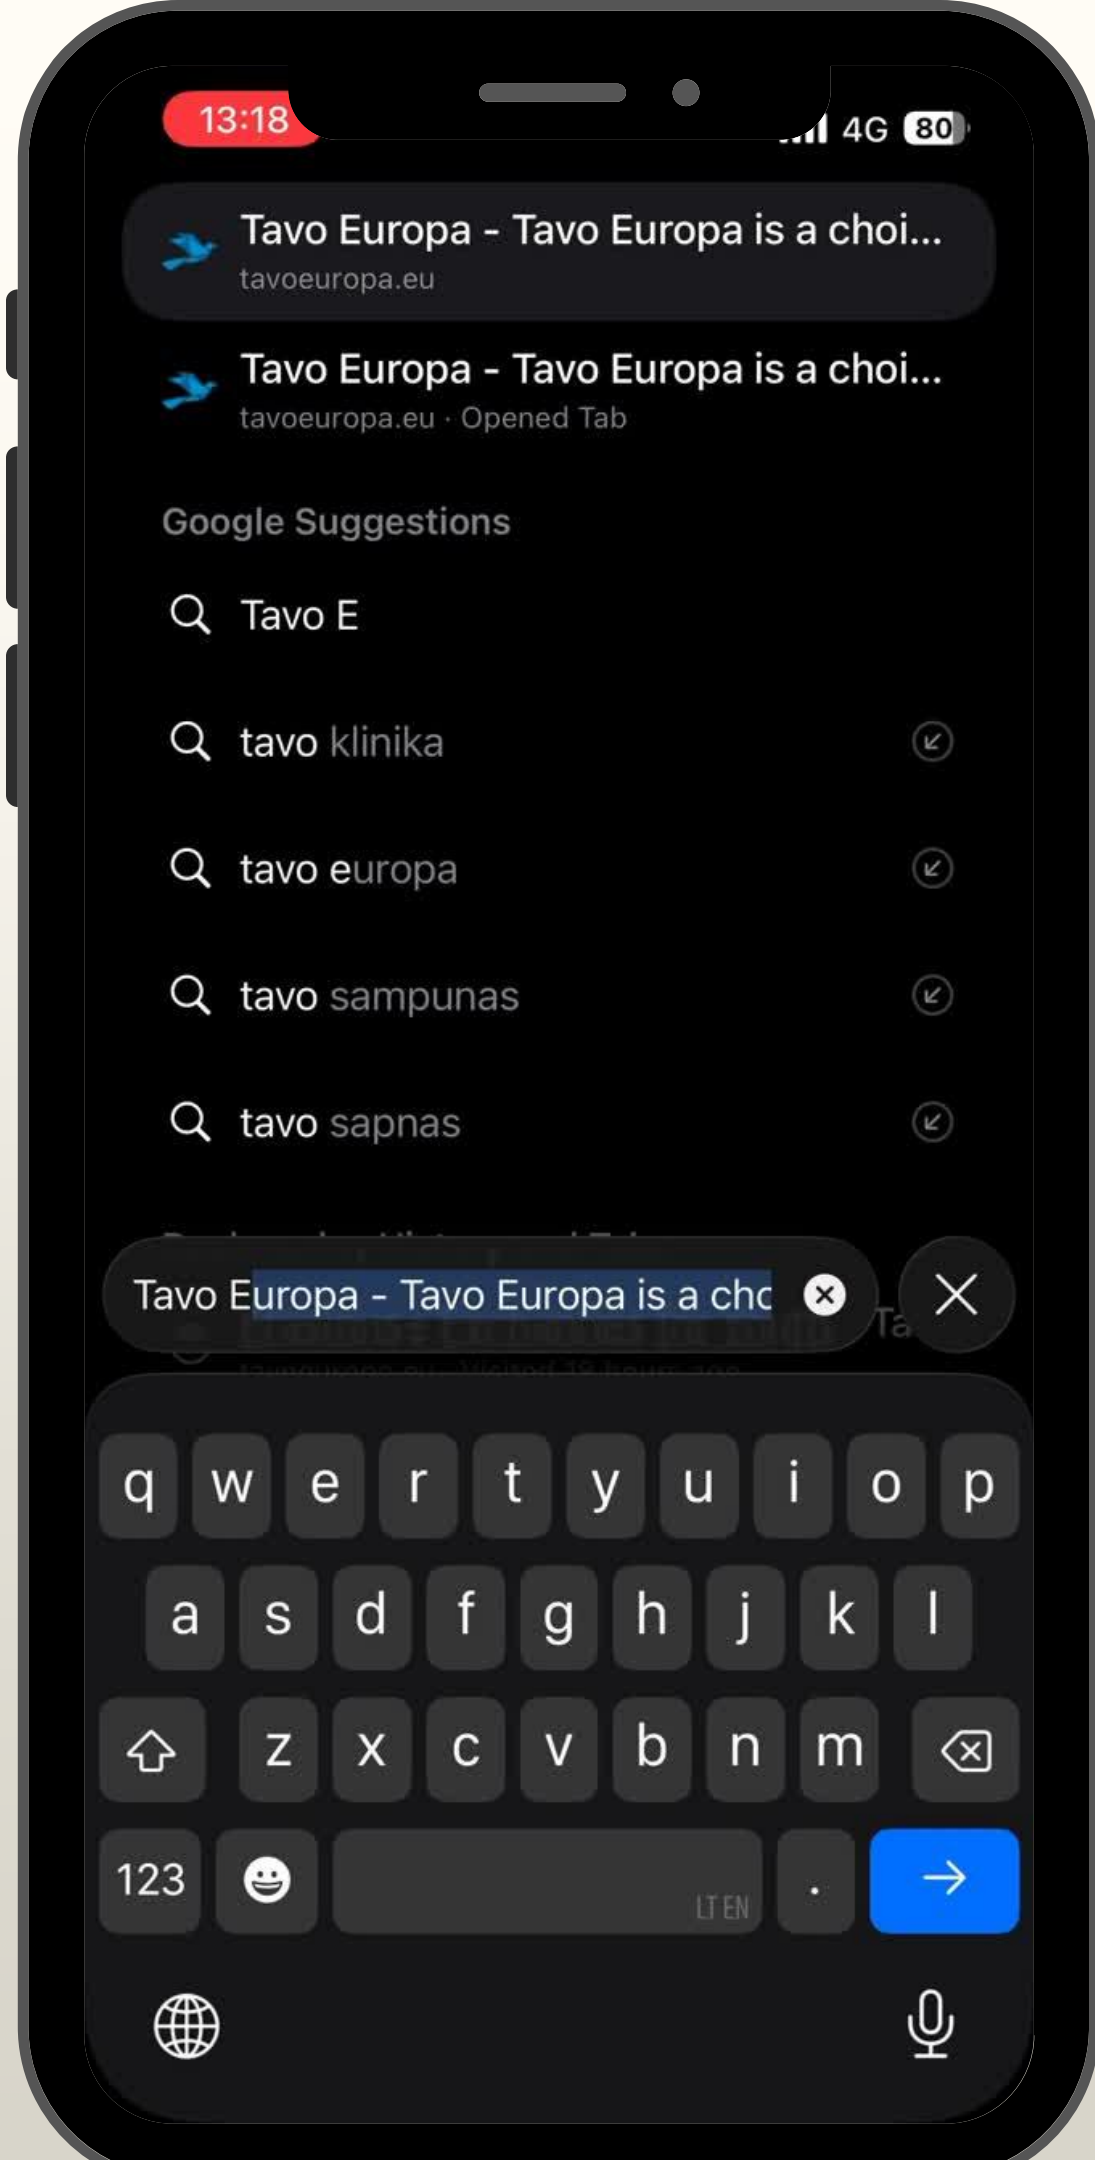 13:18
4G 80
Tavo Europa - Tavo Europa is a choi...
tavoeuropa.eu
Tavo Europa - Tavo Europa is a choi...
tavoeuropa.eu · Opened Tab
Google Suggestions
Tavo E
tavo klinika
tavo europa
tavo sampunas
tavo sapnas
Tavo Europa - Tavo Europa is a cho
Ta
q w e r t y u i o p
a s d f g h j k l
z x c v b n m
123 LT EN .